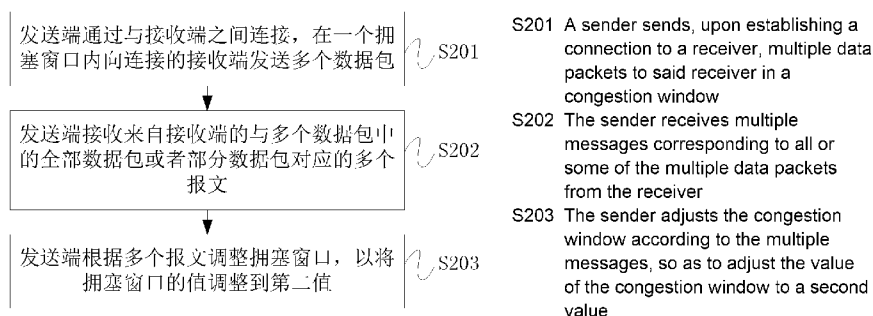 发送端通过与接收端之间连接，在一个拥
塞窗口内向连接的接收端发送多个数据包
S201
发送端接收来自接收端的与多个数据包中
的全部数据包或者部分数据包对应的多个
报文
S202
发送端根据多个报文调整拥塞窗口，以将
拥塞窗口的值调整到第二值
S203
S201 A sender sends, upon establishing a
connection to a receiver, multiple data
packets to said receiver in a
congestion window
S202 The sender receives multiple
messages corresponding to all or
some of the multiple data packets
from the receiver
S203 The sender adjusts the congestion
window according to the multiple
messages, so as to adjust the value
of the congestion window to a second
value